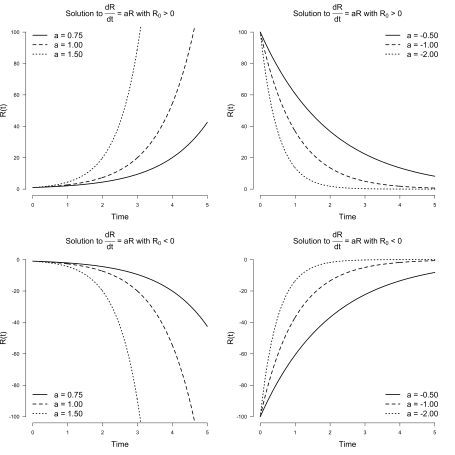 Solution to dR/dt = aR with R₀ > 0
R(t)
100
80
60
40
20
0
a = 0.75
a = 1.00
a = 1.50
0 1 2 3 4 5
Time
Solution to dR/dt = aR with R₀ > 0
R(t)
100
80
60
40
20
0
a = -0.50
a = -1.00
a = -2.00
0 1 2 3 4 5
Time
Solution to dR/dt = aR with R₀ < 0
R(t)
0
-20
-40
-60
-80
-100
a = 0.75
a = 1.00
a = 1.50
0 1 2 3 4 5
Time
Solution to dR/dt = aR with R₀ < 0
R(t)
0
-20
-40
-60
-80
-100
a = -0.50
a = -1.00
a = -2.00
0 1 2 3 4 5
Time